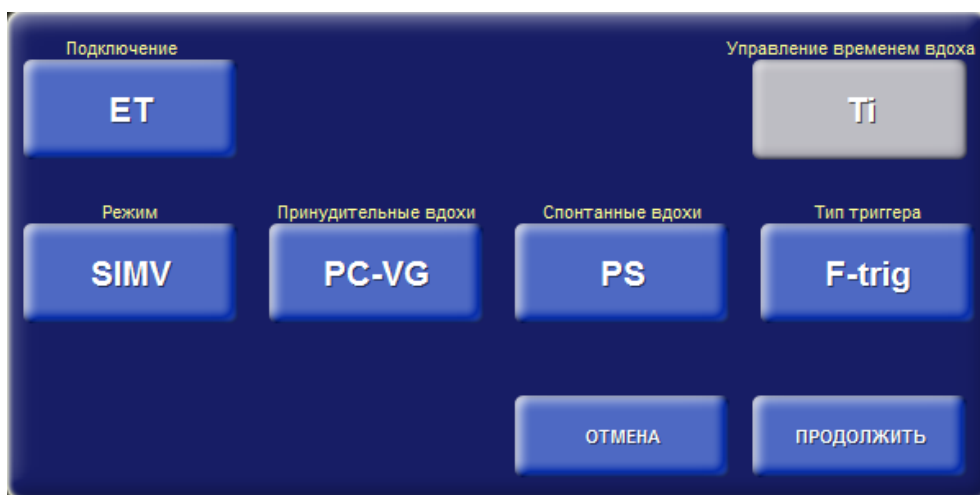 Подключение
Управление временем вдоха
ET
Ti
Режим
Принудительные вдохи
Спонтанные вдохи
Тип триггера
SIMV
PC-VG
PS
F-trig
ОТМЕНА
ПРОДОЛЖИТЬ